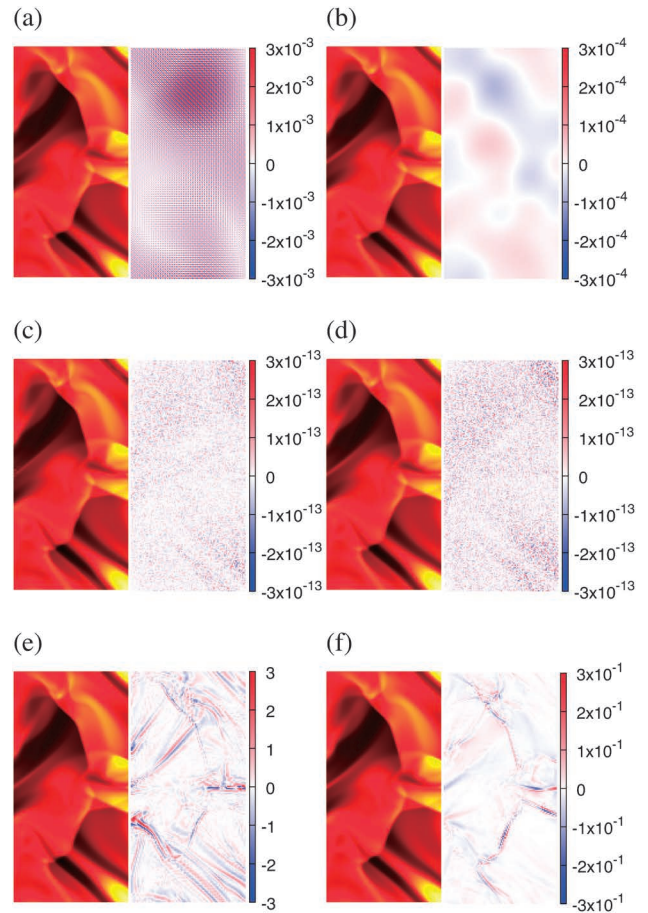 (a)
3x10⁻³
2x10⁻³
1x10⁻³
0
-1x10⁻³
-2x10⁻³
-3x10⁻³
(b)
3x10⁻⁴
2x10⁻⁴
1x10⁻⁴
0
-1x10⁻⁴
-2x10⁻⁴
-3x10⁻⁴
(c)
3x10⁻¹³
2x10⁻¹³
1x10⁻¹³
0
-1x10⁻¹³
-2x10⁻¹³
-3x10⁻¹³
(d)
3x10⁻¹³
2x10⁻¹³
1x10⁻¹³
0
-1x10⁻¹³
-2x10⁻¹³
-3x10⁻¹³
(e)
3
2
1
0
-1
-2
-3
(f)
3x10⁻¹
2x10⁻¹
1x10⁻¹
0
-1x10⁻¹
-2x10⁻¹
-3x10⁻¹